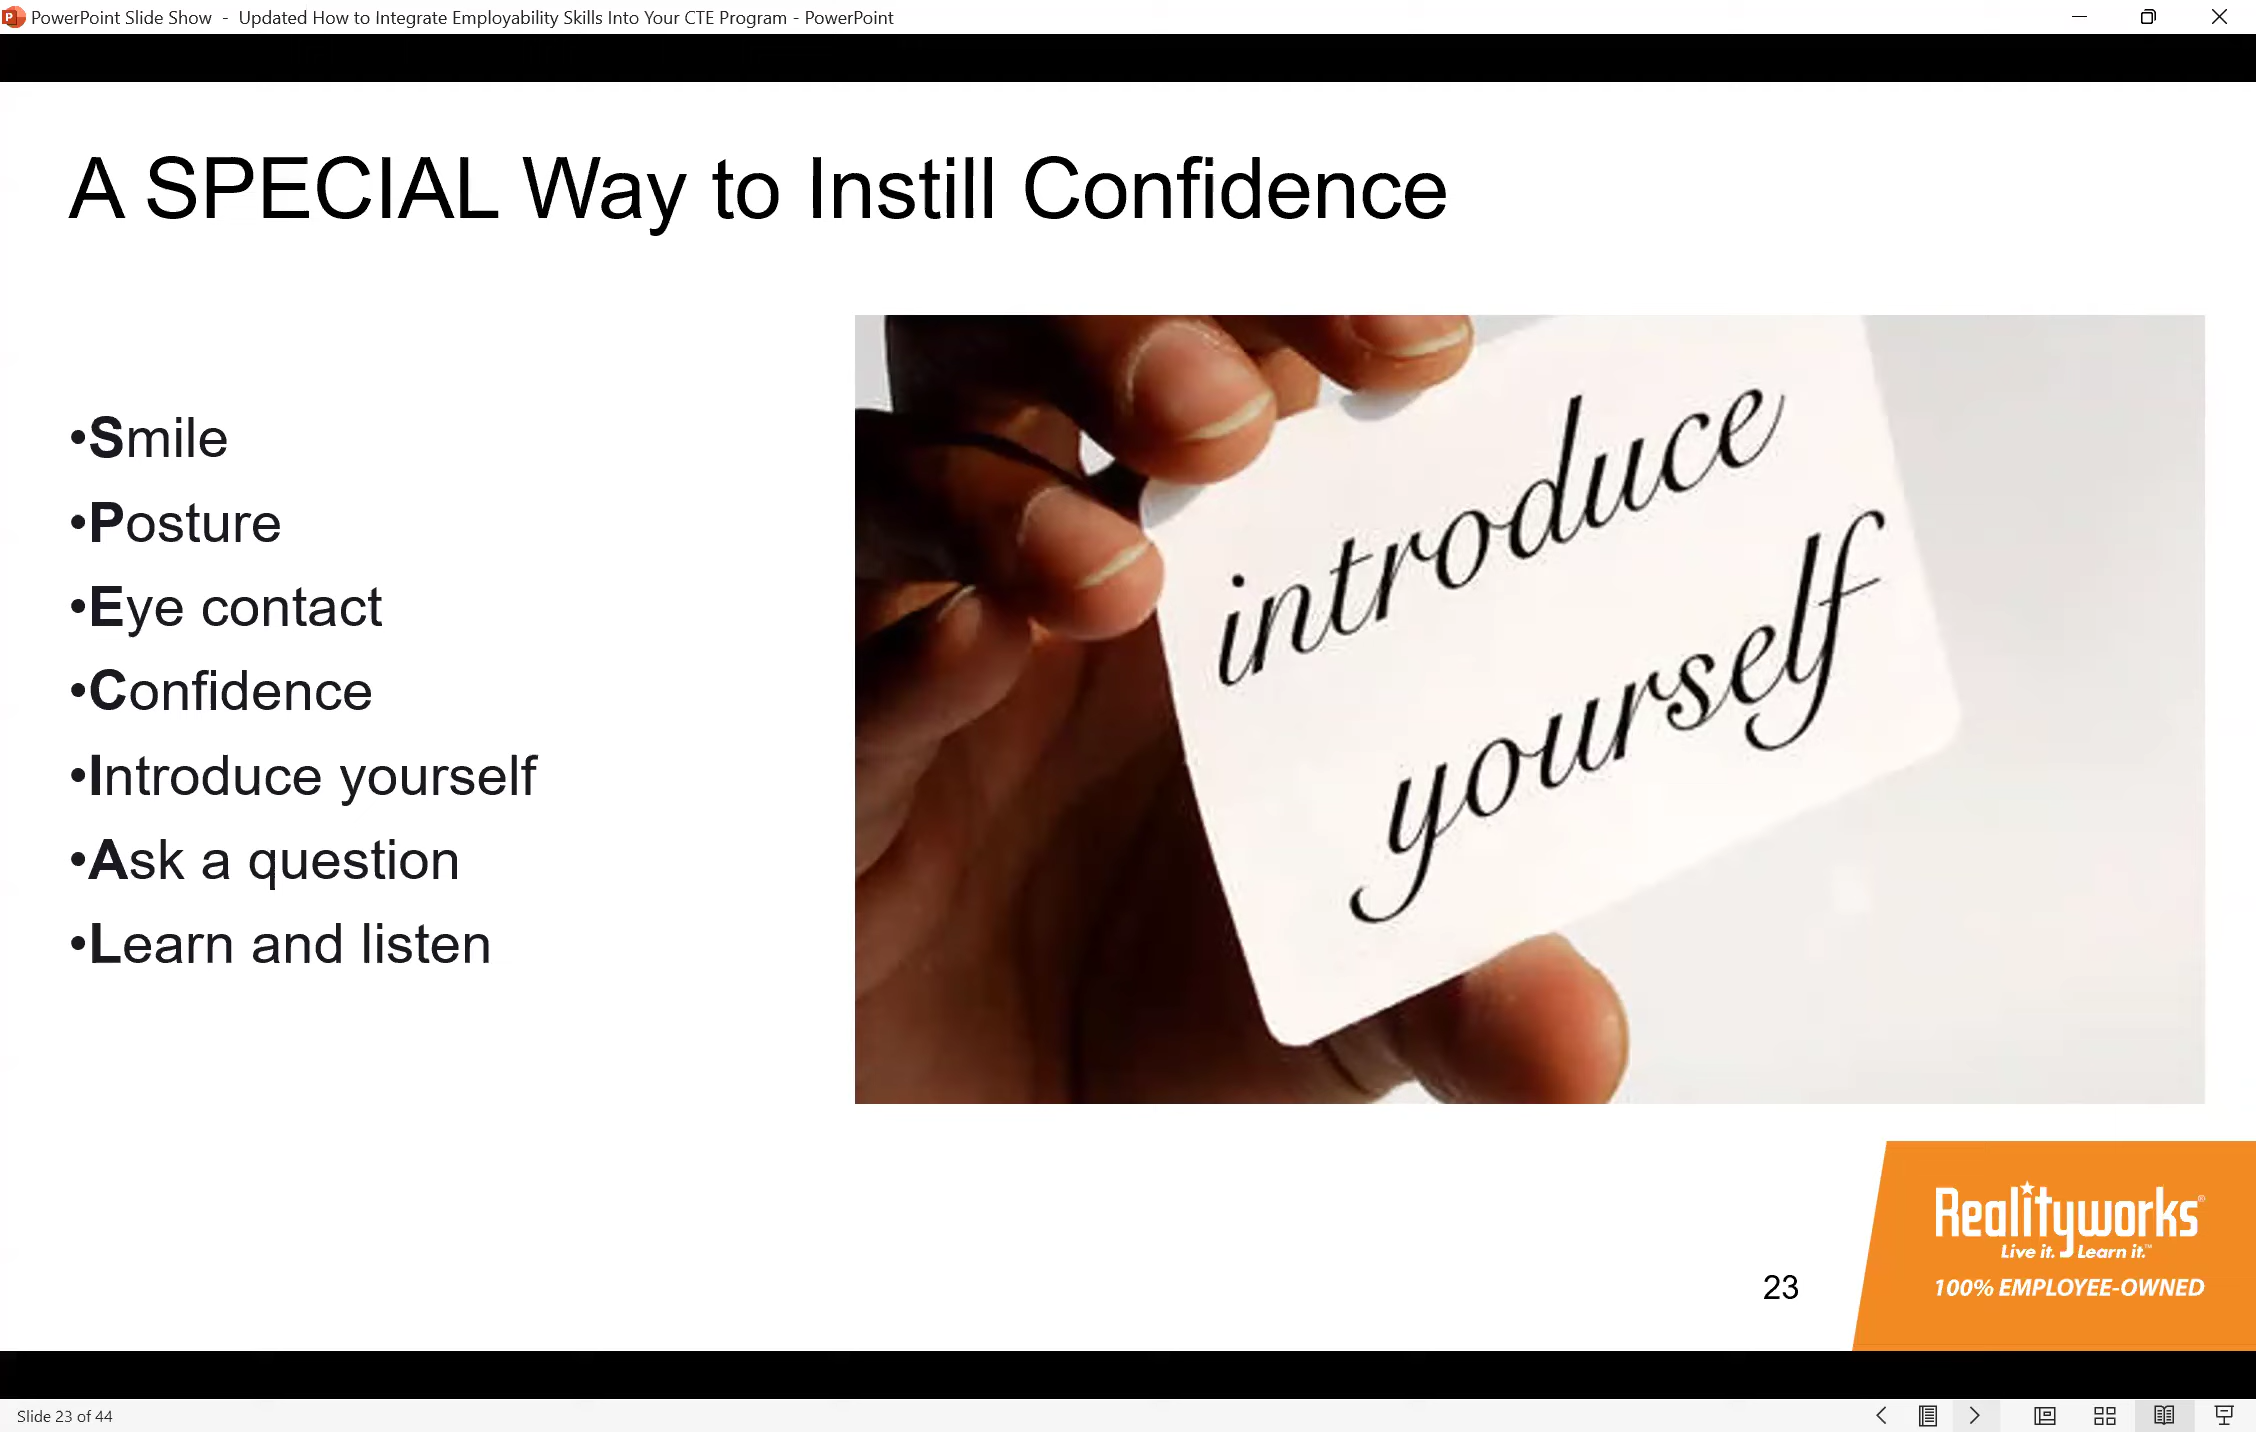 PowerPoint Slide Show - Updated How to Integrate Employability Skills Into Your CTE Program - PowerPoint
A SPECIAL Way to Instill Confidence
•Smile
•Posture
•Eye contact
•Confidence
•Introduce yourself
•Ask a question
•Learn and listen
introduce
yourself
Realityworks®
Live it. Learn it.™
100% EMPLOYEE-OWNED
23
Slide 23 of 44